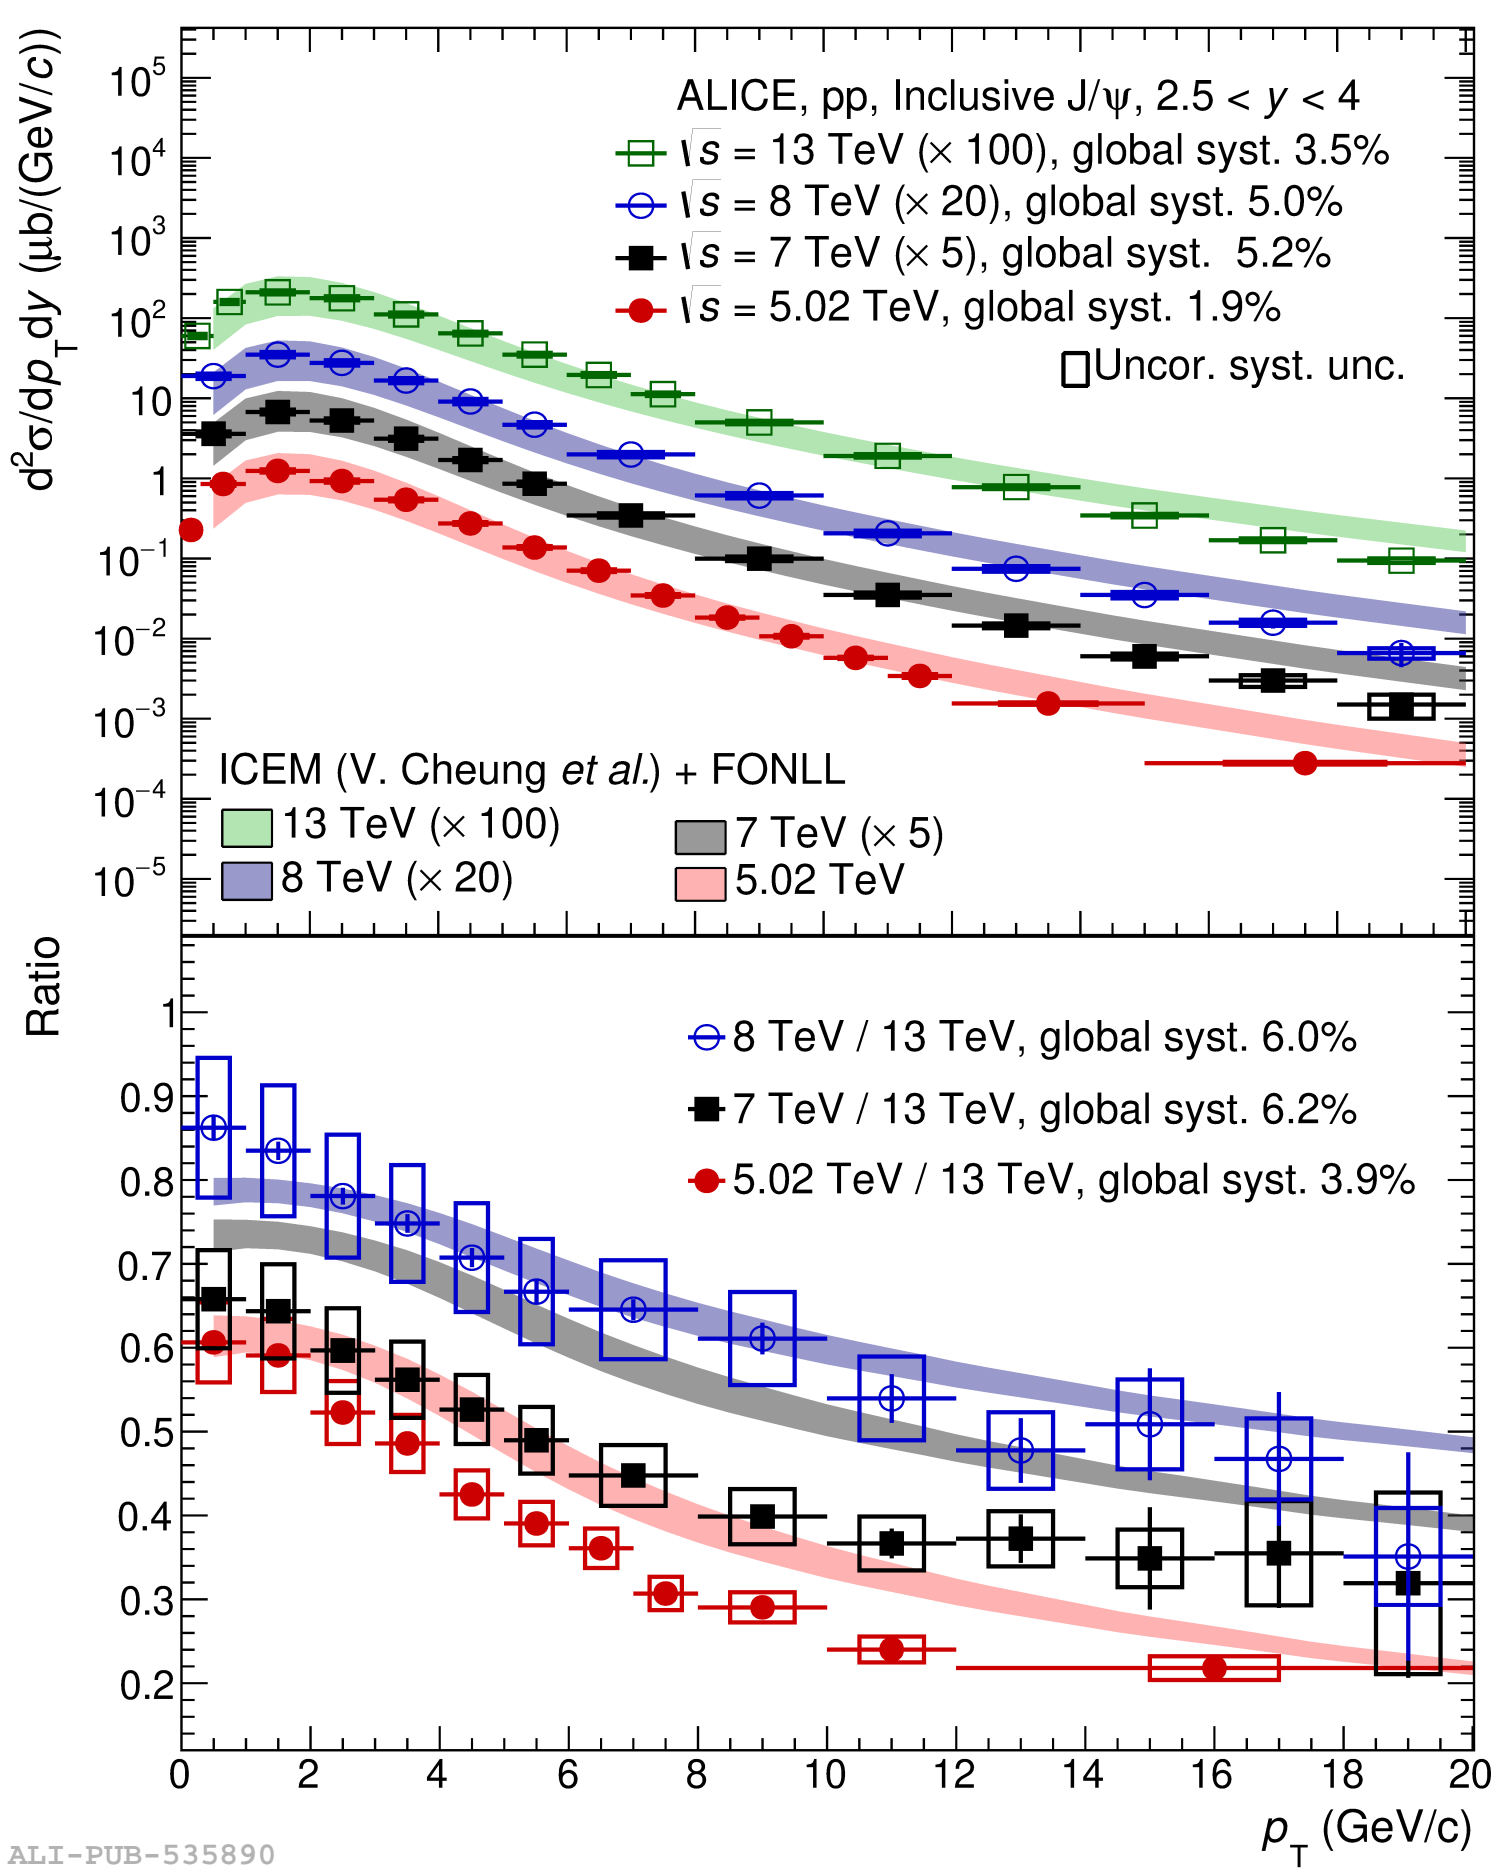 d²σ/dp_T dy (μb/(GeV/c))
10⁵
10⁴
10³
10²
10
1
10⁻¹
10⁻²
10⁻³
10⁻⁴
10⁻⁵
ALICE, pp, Inclusive J/ψ, 2.5 < y < 4
√s = 13 TeV (× 100), global syst. 3.5%
√s = 8 TeV (× 20), global syst. 5.0%
√s = 7 TeV (× 5), global syst. 5.2%
√s = 5.02 TeV, global syst. 1.9%
Uncor. syst. unc.
ICEM (V. Cheung et al.) + FONLL
13 TeV (× 100)
7 TeV (× 5)
8 TeV (× 20)
5.02 TeV
Ratio
1
0.9
0.8
0.7
0.6
0.5
0.4
0.3
0.2
8 TeV / 13 TeV, global syst. 6.0%
7 TeV / 13 TeV, global syst. 6.2%
5.02 TeV / 13 TeV, global syst. 3.9%
0 2 4 6 8 10 12 14 16 18 20
p_T (GeV/c)
ALI-PUB-535890